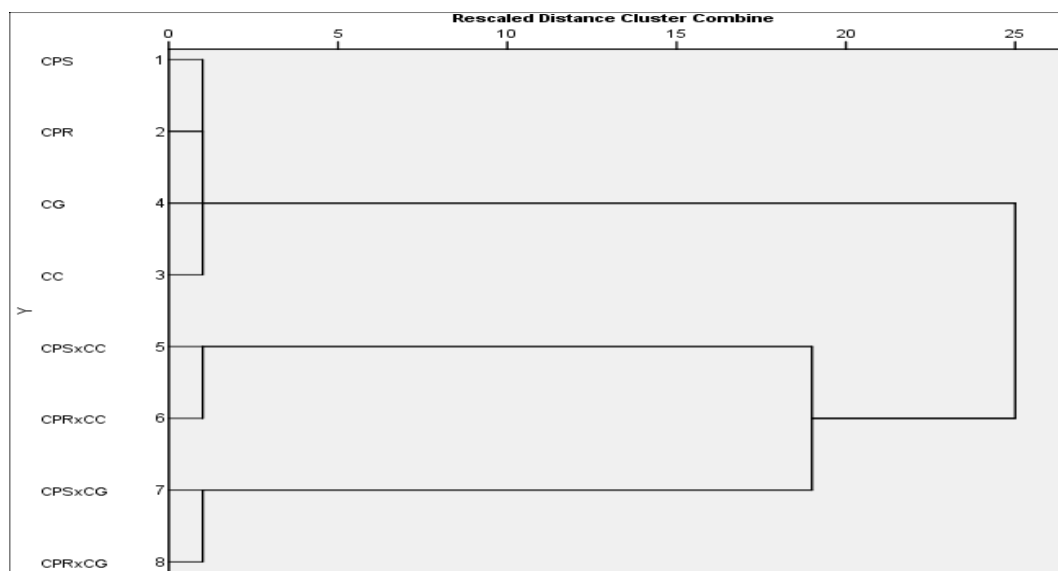 Rescaled Distance Cluster Combine
0 5 10 15 20 25
CPS 1
CPR 2
CG 4
CC 3
Y
CPSxCC 5
CPRxCC 6
CPSxCG 7
CPRxCG 8